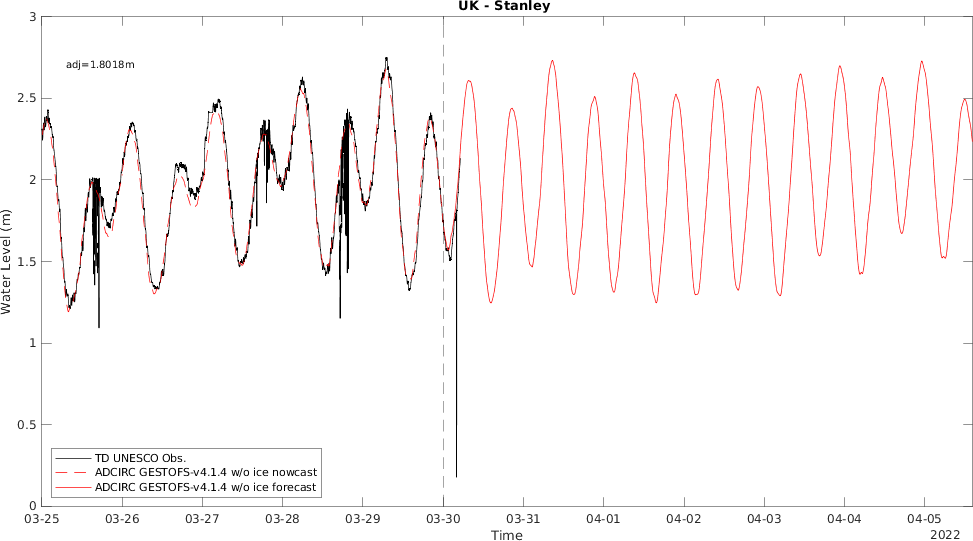 UK - Stanley
adj=1.8018m
Water Level (m)
3
2.5
2
1.5
1
0.5
0
TD UNESCO Obs.
ADCIRC GESTOFS-v4.1.4 w/o ice nowcast
ADCIRC GESTOFS-v4.1.4 w/o ice forecast
03-25 03-26 03-27 03-28 03-29 03-30 03-31 04-01 04-02 04-03 04-04 04-05
Time
2022